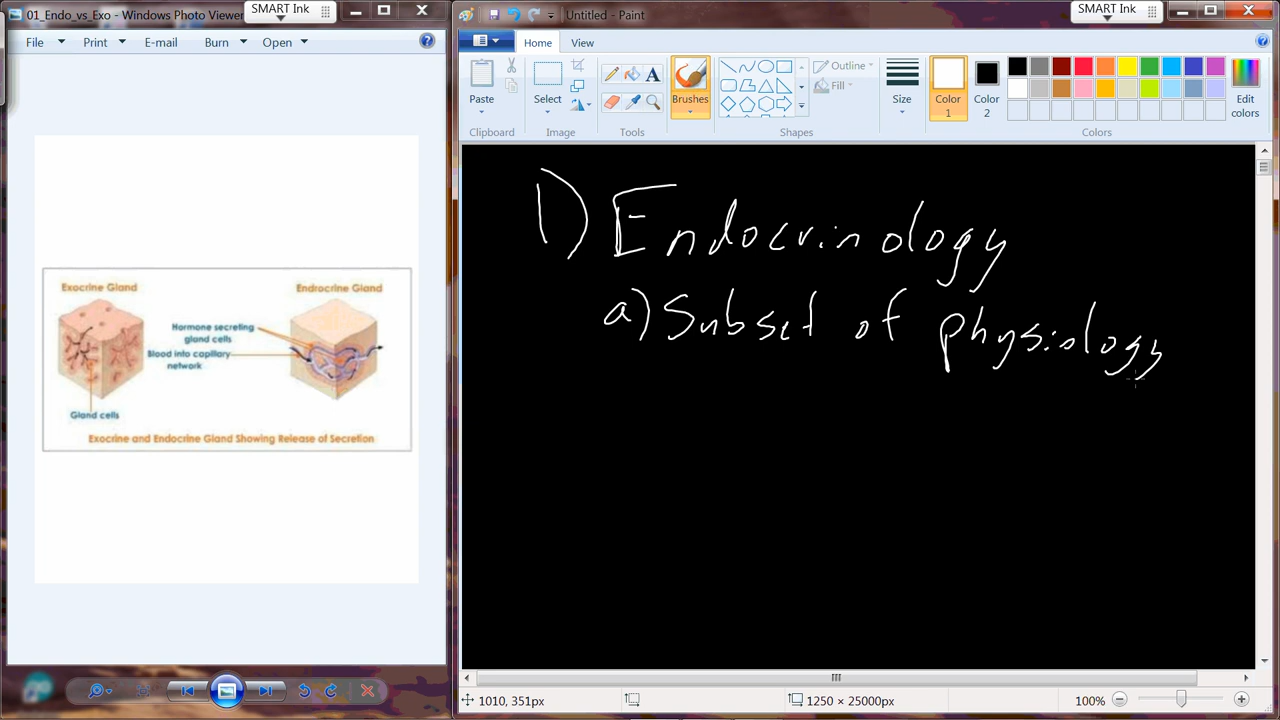 01_Endo_vs_Exo - Windows Photo Viewer
SMART Ink
File Print E-mail Burn Open
Exocrine Gland
Endrocrine Gland
Hormone secreting
gland cells
Blood into capillary
network
Gland cells
Exocrine and Endocrine Gland Showing Release of Secretion
Untitled - Paint
SMART Ink
Home View
Paste
Select
Brushes
Outline
Fill
Size
Color
1
Color
2
Edit
colors
Clipboard Image Tools Shapes Colors
1) Endocrinology
a) Subset of physiology
1010, 351px
1250 × 25000px
100%